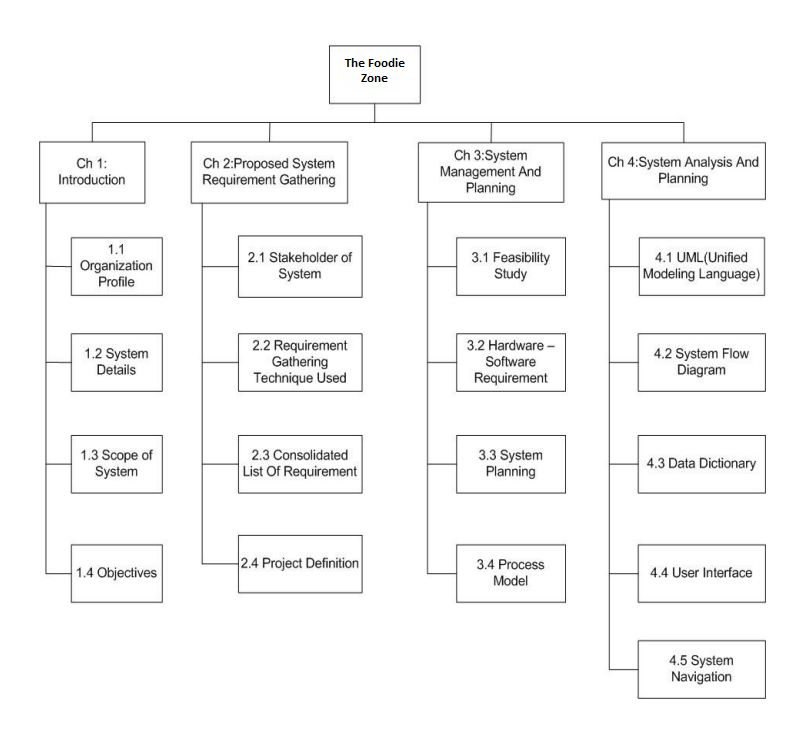 The Foodie
Zone
Ch 1:
Introduction
Ch 2:Proposed System
Requirement Gathering
Ch 3:System
Management And
Planning
Ch 4:System Analysis And
Planning
1.1
Organization
Profile
1.2 System
Details
1.3 Scope of
System
1.4 Objectives
2.1 Stakeholder of
System
2.2 Requirement
Gathering
Technique Used
2.3 Consolidated
List Of Requirement
2.4 Project Definition
3.1 Feasibility
Study
3.2 Hardware –
Software
Requirement
3.3 System
Planning
3.4 Process
Model
4.1 UML(Unified
Modeling Language)
4.2 System Flow
Diagram
4.3 Data Dictionary
4.4 User Interface
4.5 System
Navigation